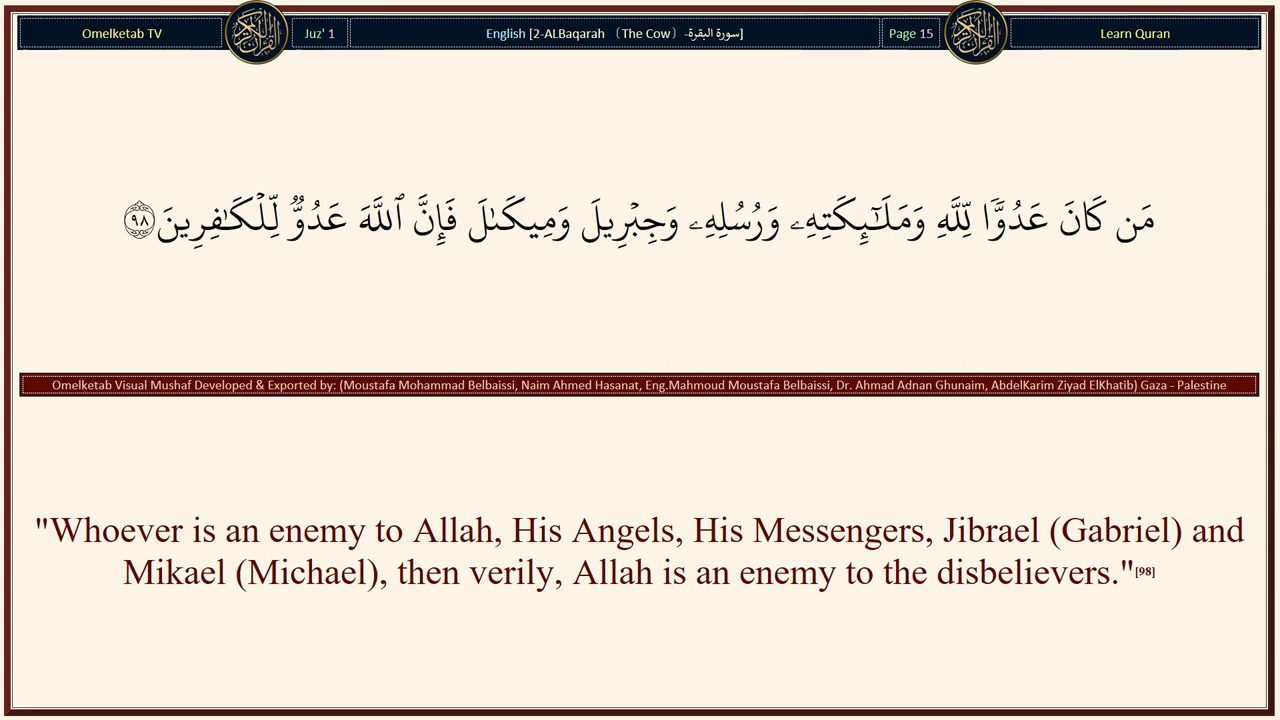 Omelketab TV
Juz' 1
English [2-ALBaqarah （The Cow） -سورة البقرة]
Page 15
Learn Quran
مَن كَانَ عَدُوࣰّا لِّلَّهِ وَمَلَـٰۤىِٕكَتِهِۦ وَرُسُلِهِۦ وَجِبۡرِیلَ وَمِیكَىٰلَ فَإِنَّ ٱللَّهَ عَدُوࣱّ لِّلۡكَـٰفِرِینَ ٩٨
Omelketab Visual Mushaf Developed & Exported by: (Moustafa Mohammad Belbaissi, Naim Ahmed Hasanat, Eng.Mahmoud Moustafa Belbaissi, Dr. Ahmad Adnan Ghunaim, AbdelKarim Ziyad ElKhatib) Gaza - Palestine
"Whoever is an enemy to Allah, His Angels, His Messengers, Jibrael (Gabriel) and
Mikael (Michael), then verily, Allah is an enemy to the disbelievers."[98]